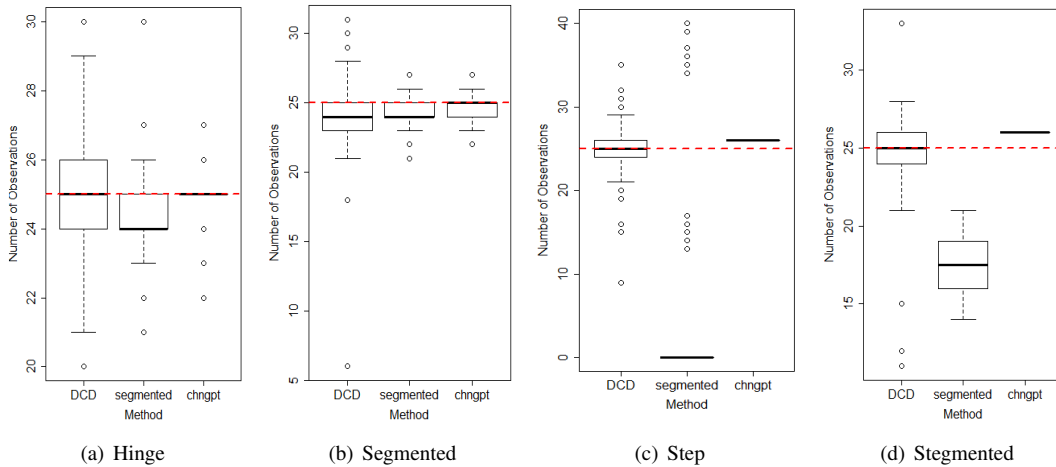 Number of Observations
30
28
26
24
22
20
DCD
segmented
chngpt
Method
(a) Hinge
Number of Observations
30
25
20
15
10
5
DCD
segmented
chngpt
Method
(b) Segmented
Number of Observations
40
30
20
10
0
DCD
segmented
chngpt
Method
(c) Step
Number of Observations
30
25
15
DCD
segmented
chngpt
Method
(d) Stegmented